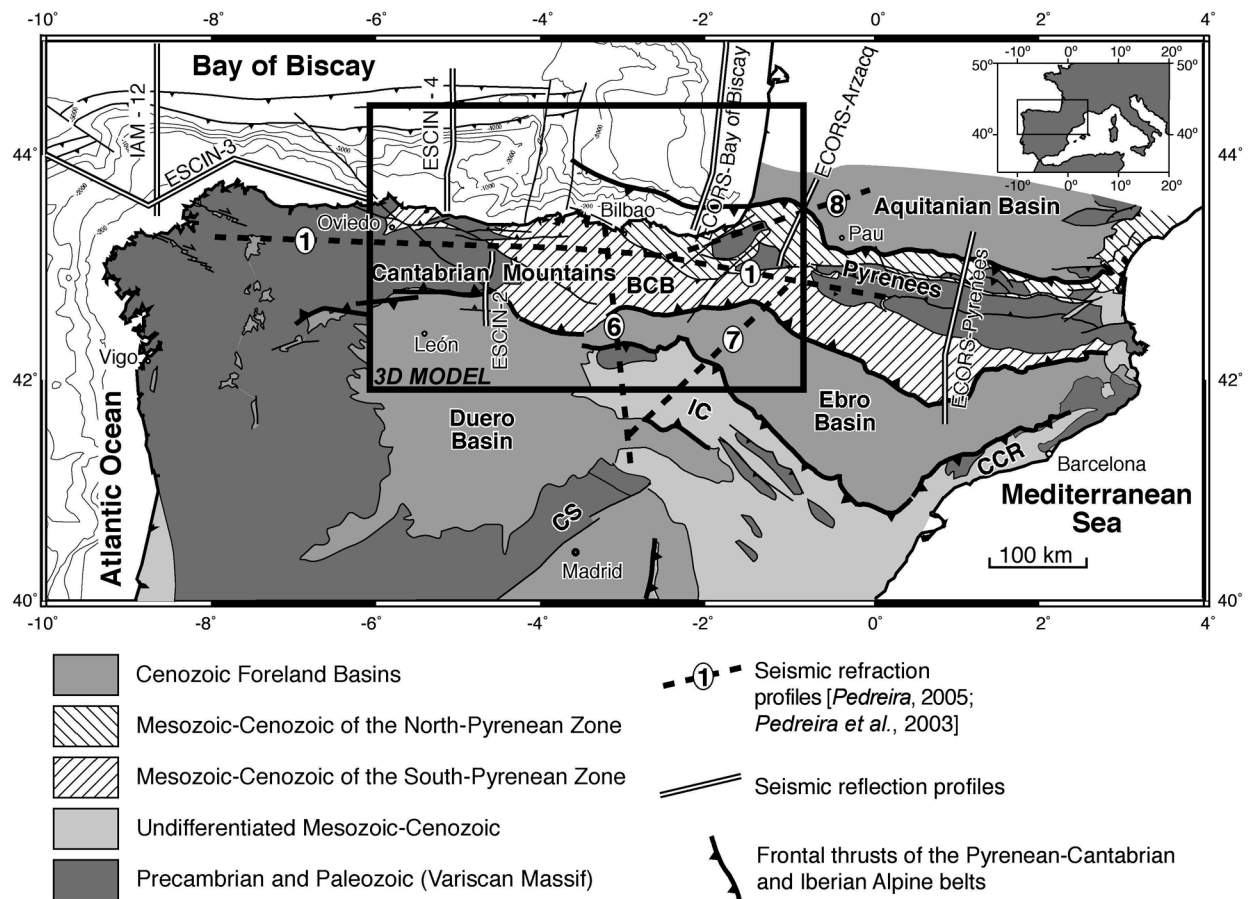 -10° -8° -6° -4° -2° 0° 2° 4°
Bay of Biscay
IAM - 12
ESCIN-3
ESCIN - 4
ECORS-Bay of Biscay
ECORS-Arzacq
-10° 0° 10° 20°
50° 50°
40° 40°
-10° 0° 10° 20°
44° 44°
Oviedo
Bilbao
8
Aquitanian Basin
Pau
1
Cantabrian Mountains
BCB
1
Pyrenees
ECORS-Pyrenees
ESCIN-2
León
6
7
3D MODEL
Vigo
42° 42°
Duero
Basin
IC
Ebro
Basin
CCR
Barcelona
Atlantic Ocean
Mediterranean
Sea
CS
Madrid
100 km
40° 40°
-10° -8° -6° -4° -2° 0° 2° 4°
Cenozoic Foreland Basins
Mesozoic-Cenozoic of the North-Pyrenean Zone
Mesozoic-Cenozoic of the South-Pyrenean Zone
Undifferentiated Mesozoic-Cenozoic
Precambrian and Paleozoic (Variscan Massif)
1
Seismic refraction
profiles [Pedreira, 2005;
Pedreira et al., 2003]
Seismic reflection profiles
Frontal thrusts of the Pyrenean-Cantabrian
and Iberian Alpine belts